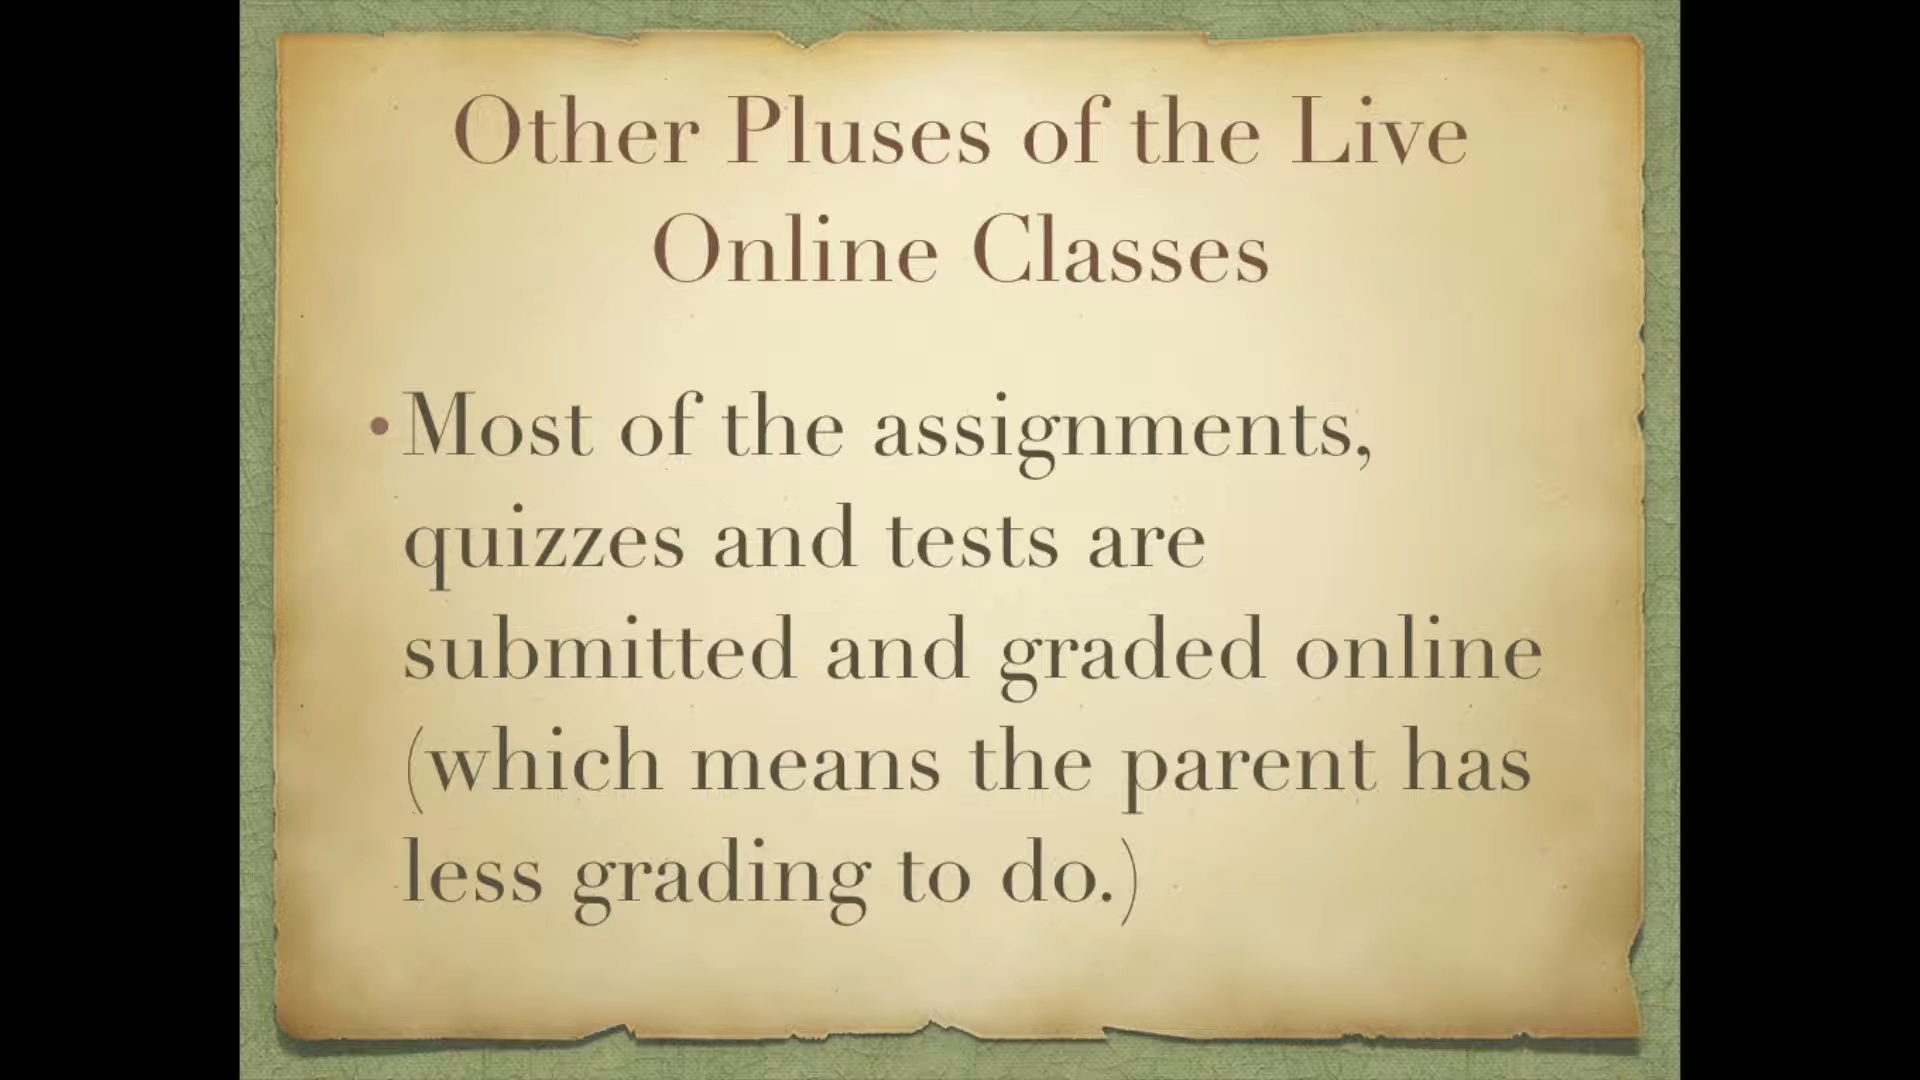 Other Pluses of the Live
Online Classes
•Most of the assignments,
quizzes and tests are
submitted and graded online
(which means the parent has
less grading to do.)